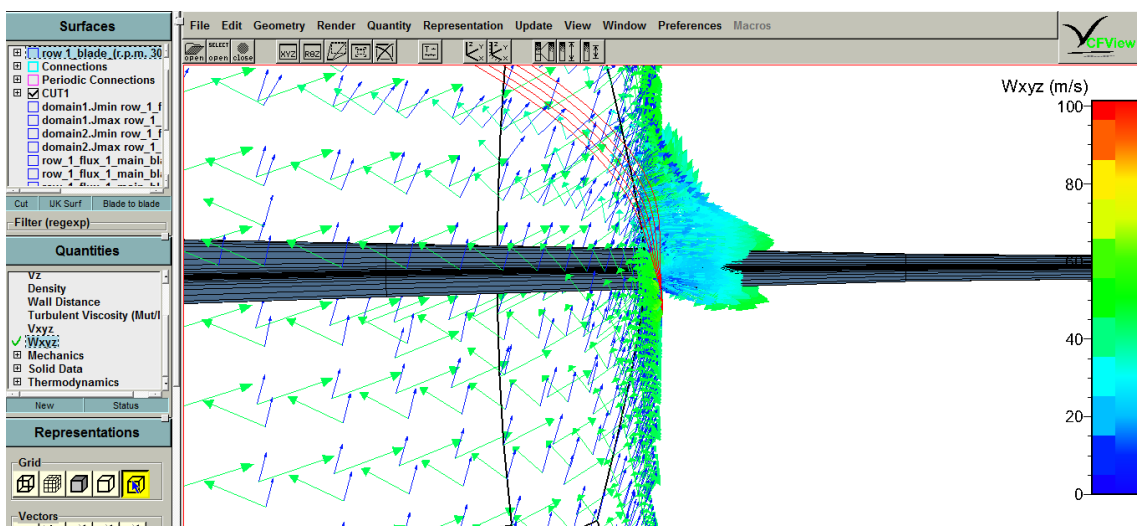 Surfaces
File Edit Geometry Render Quantity Representation Update View Window Preferences Macros
row_1_blade_(r.p.m. 30
Connections
Periodic Connections
CUT1
domain1.Jmin row_1_f
domain1.Jmax row_1_
domain2.Jmin row_1_f
domain2.Jmax row_1_
row_1_flux_1_main_bl
row_1_flux_1_main_bl
row_1_flux_1_main_bl
Cut UK Surf Blade to blade
Filter (regexp)
Quantities
Vz
Density
Wall Distance
Turbulent Viscosity (Mut/
Vxyz
Wxyz
Mechanics
Solid Data
Thermodynamics
New Status
Representations
Grid
Vectors
open
SELECT
open
close
XYZ
RΘZ
CFView
Wxyz (m/s)
100
80
60
40
20
0